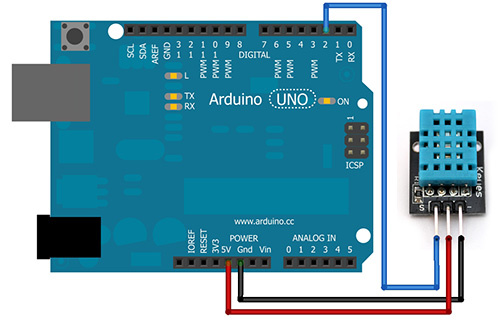 SCL
SDA
AREF
GND
13
12
11
PWM
10
PWM
9
PWM
8
7
6
PWM
5
PWM
4
3
PWM
2
1
TX
0
RX
DIGITAL
L
TX
RX
Arduino UNO
ON
1
ICSP
Keyes
S
-
www.arduino.cc
POWER
ANALOG IN
IOREF
RESET
3V3
5V
Gnd
Vin
0 1 2 3 4 5